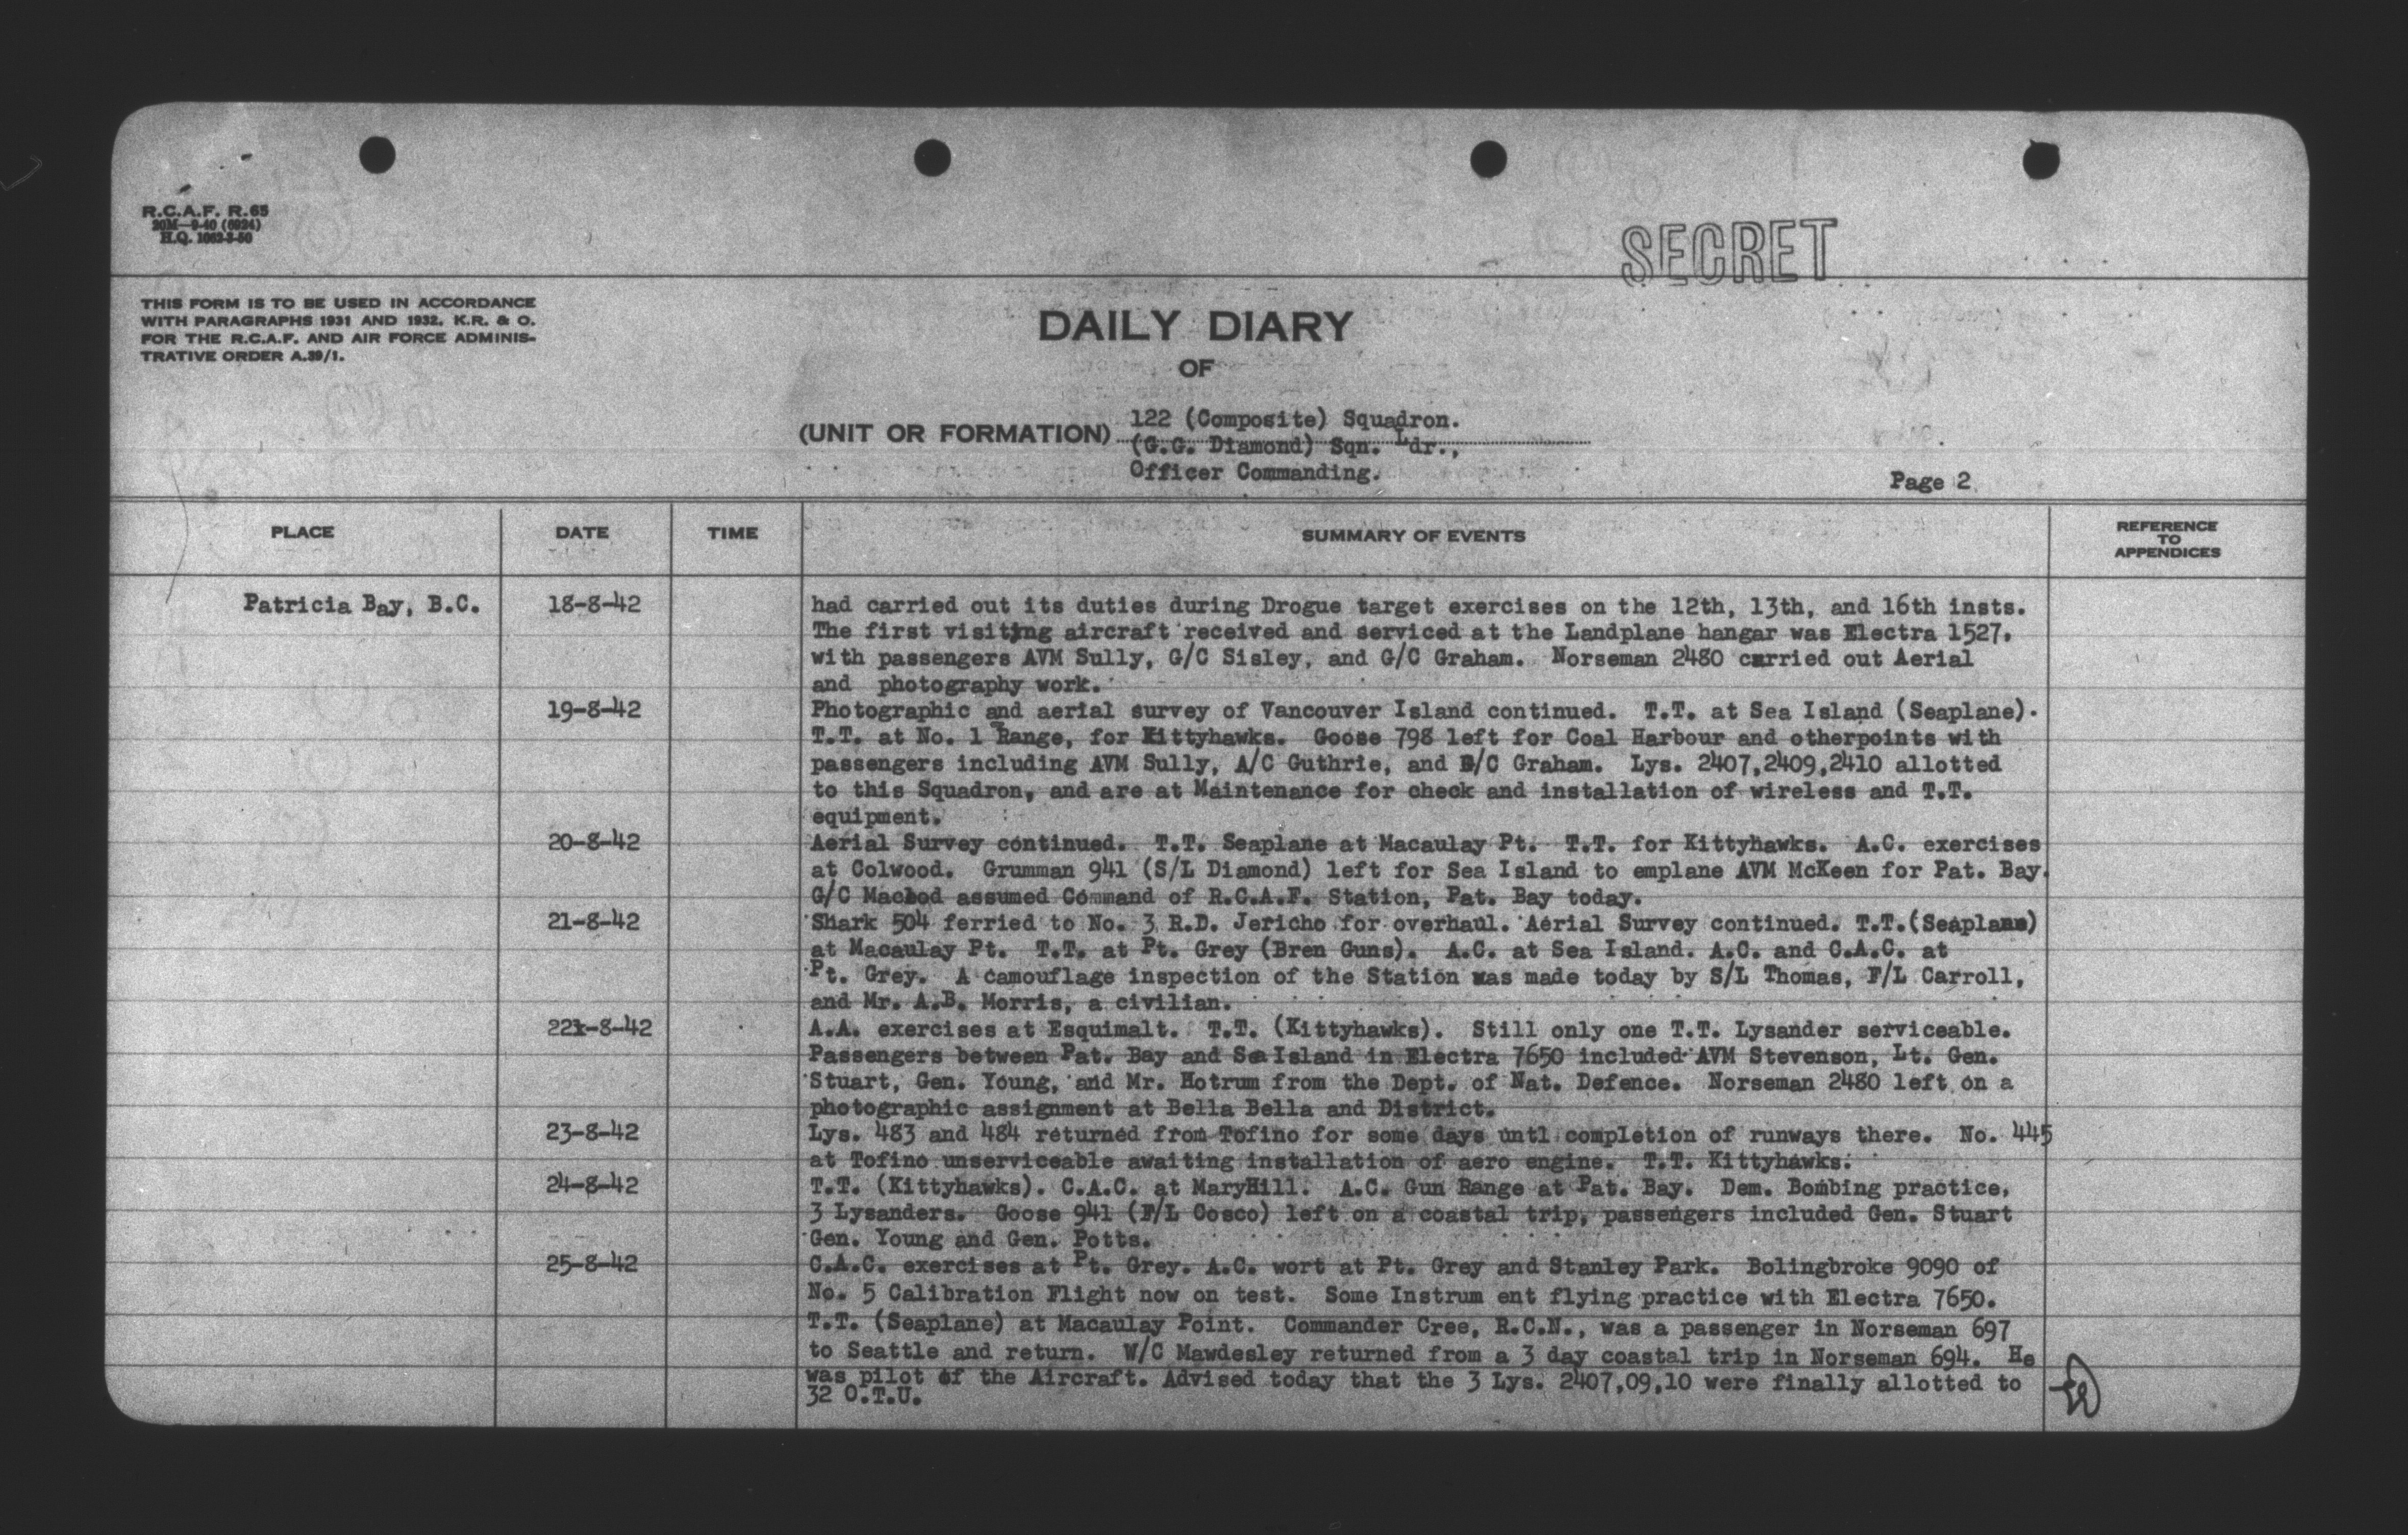 R.C.A.F. R.65
20M—9-40 (6924)
H.Q. 1062-3-50
SECRET
THIS FORM IS TO BE USED IN ACCORDANCE
WITH PARAGRAPHS 1931 AND 1932, K.R. & O.
FOR THE R.C.A.F. AND AIR FORCE ADMINIS-
TRATIVE ORDER A.39/1.
DAILY DIARY
OF
(UNIT OR FORMATION) 122 (Composite) Squadron.
(G.G. Diamond) Sqn. Ldr.,
Officer Commanding.
Page 2
PLACE DATE TIME SUMMARY OF EVENTS REFERENCE TO APPENDICES
Patricia Bay, B.C. 18-8-42 had carried out its duties during Drogue target exercises on the 12th, 13th, and 16th insts.
The first visiting aircraft received and serviced at the Landplane hangar was Electra 1527.
with passengers AVM Sully, G/C Sisley, and G/C Graham. Norseman 2480 carried out Aerial
and photography work.
19-8-42 Photographic and aerial survey of Vancouver Island continued. T.T. at Sea Island (Seaplane).
T.T. at No. 1 Range, for Kittyhawks. Goose 798 left for Coal Harbour and otherpoints with
passengers including AVM Sully, A/C Guthrie, and G/C Graham. Lys. 2407,2409,2410 allotted
to this Squadron, and are at Maintenance for check and installation of wireless and T.T.
equipment.
20-8-42 Aerial Survey continued. T.T. Seaplane at Macaulay Pt. T.T. for Kittyhawks. A.C. exercises
at Colwood. Grumman 941 (S/L Diamond) left for Sea Island to emplane AVM McKeen for Pat. Bay.
G/C Macleod assumed Command of R.C.A.F. Station, Pat. Bay today.
21-8-42 Shark 504 ferried to No. 3 R.D. Jericho for overhaul. Aerial Survey continued. T.T.(Seaplane)
at Macaulay Pt. T.T. at Pt. Grey (Bren Guns). A.C. at Sea Island. A.C. and C.A.C. at
Pt. Grey. A camouflage inspection of the Station was made today by S/L Thomas, F/L Carroll,
and Mr. A.B. Morris, a civilian.
22x-8-42 A.A. exercises at Esquimalt. T.T. (Kittyhawks). Still only one T.T. Lysander serviceable.
Passengers between Pat. Bay and Sea Island in Electra 7650 included AVM Stevenson, Lt. Gen.
Stuart, Gen. Young, and Mr. Hotrum from the Dept. of Nat. Defence. Norseman 2480 left on a
photographic assignment at Bella Bella and District.
23-8-42 Lys. 483 and 484 returned from Tofino for some days untl completion of runways there. No. 445
at Tofino unserviceable awaiting installation of aero engine. T.T. Kittyhawks.
24-8-42 T.T. (Kittyhawks). C.A.C. at MaryHill. A.C. Gun Range at Pat. Bay. Dem. Bombing practice,
3 Lysanders. Goose 941 (F/L Cosco) left on a coastal trip, passengers included Gen. Stuart
Gen. Young and Gen. Potts.
25-8-42 C.A.C. exercises at Pt. Grey. A.C. wort at Pt. Grey and Stanley Park. Bolingbroke 9090 of
No. 5 Calibration Flight now on test. Some Instrum ent flying practice with Electra 7650.
T.T. (Seaplane) at Macaulay Point. Commander Cree, R.C.N., was a passenger in Norseman 697
to Seattle and return. W/C Mawdesley returned from a 3 day coastal trip in Norseman 694. He
was pilot of the Aircraft. Advised today that the 3 Lys. 2407,09,10 were finally allotted to
32 O.T.U.